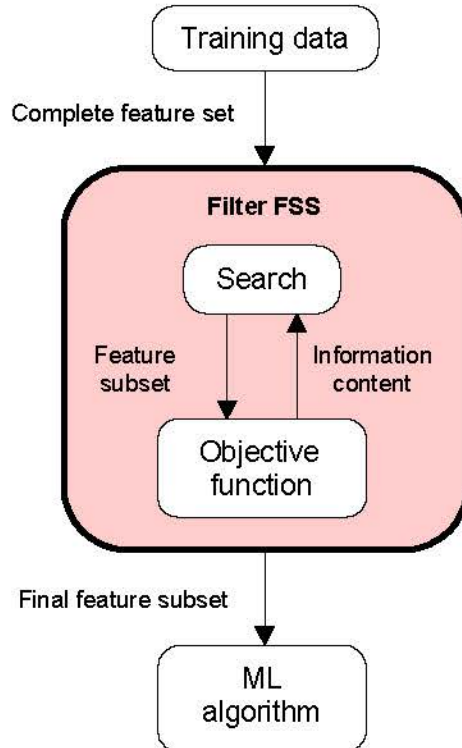 Training data
Complete feature set
Filter FSS
Search
Feature
subset
Information
content
Objective
function
Final feature subset
ML
algorithm